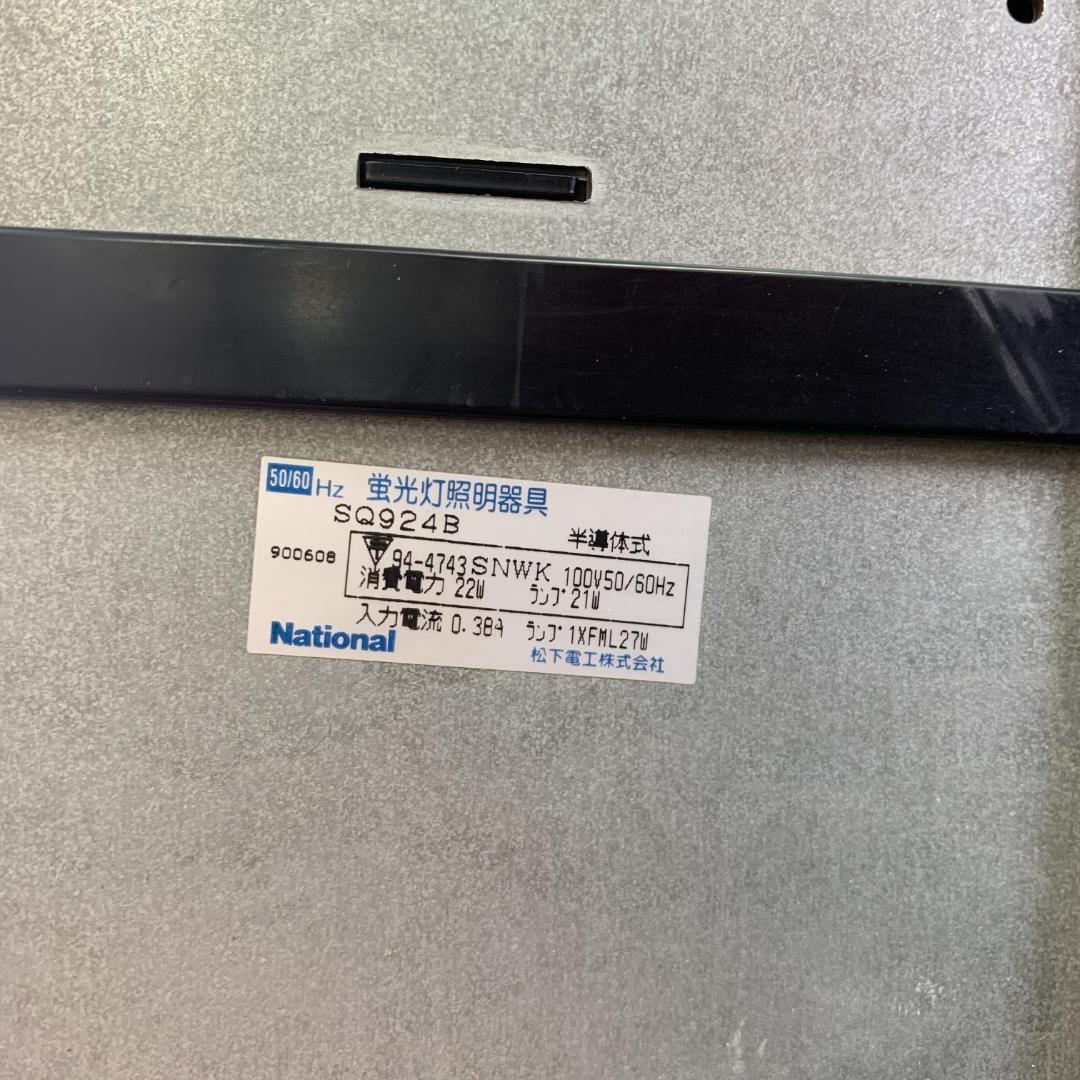 50/60 Hz 蛍光灯照明器具
SQ924B 半導体式
900608 〒 94-4743 SNWK 100V50/60Hz
消費電力 22W ランプ 21W
入力電流 0.38A ランプ 1XFML27W
National 松下電工株式会社